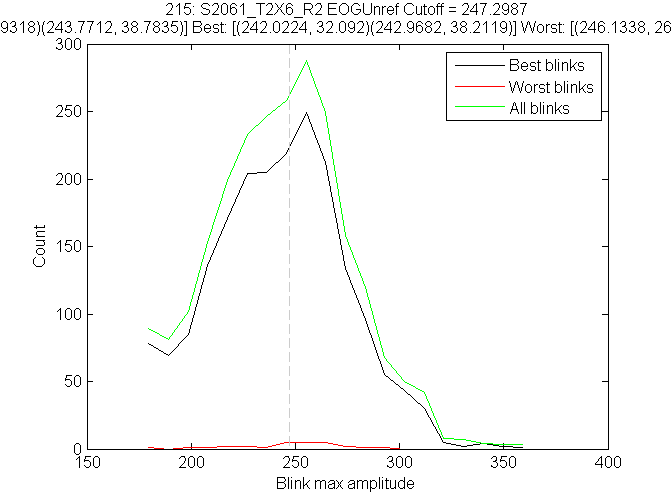 215: S2061_T2X6_R2 EOGUnref Cutoff = 247.2987
9318)(243.7712, 38.7835)] Best: [(242.0224, 32.092)(242.9682, 38.2119)] Worst: [(246.1338, 26
300
250
200
150
100
50
0
Count
Best blinks
Worst blinks
All blinks
150
200
250
300
350
400
Blink max amplitude